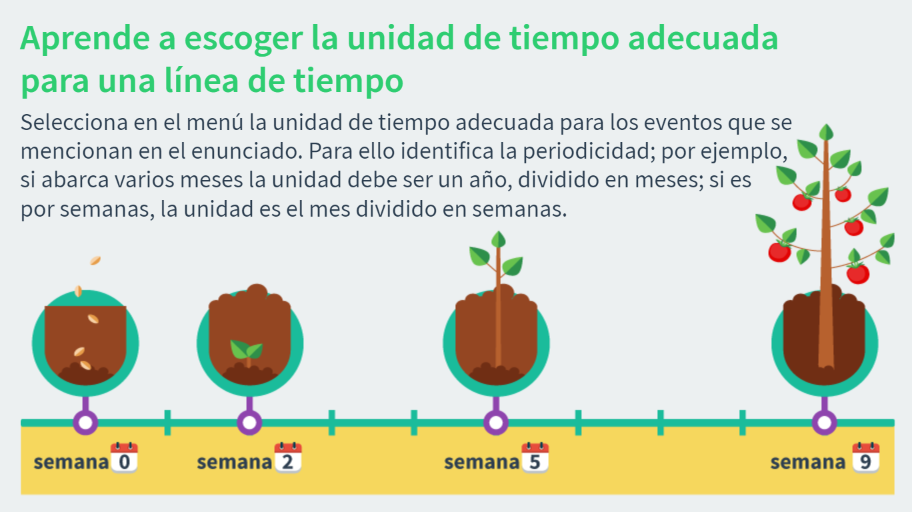 Aprende a escoger la unidad de tiempo adecuada
para una línea de tiempo
Selecciona en el menú la unidad de tiempo adecuada para los eventos que se
mencionan en el enunciado. Para ello identifica la periodicidad; por ejemplo,
si abarca varios meses la unidad debe ser un año, dividido en meses; si es
por semanas, la unidad es el mes dividido en semanas.
semana 0
semana 2
semana 5
semana 9